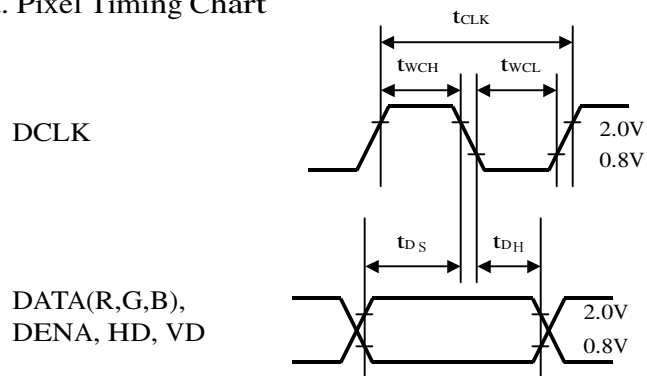 . Pixel Timing Chart
tCLK
tWCH tWCL
DCLK
2.0V
0.8V
tDS tDH
DATA(R,G,B),
DENA, HD, VD
2.0V
0.8V